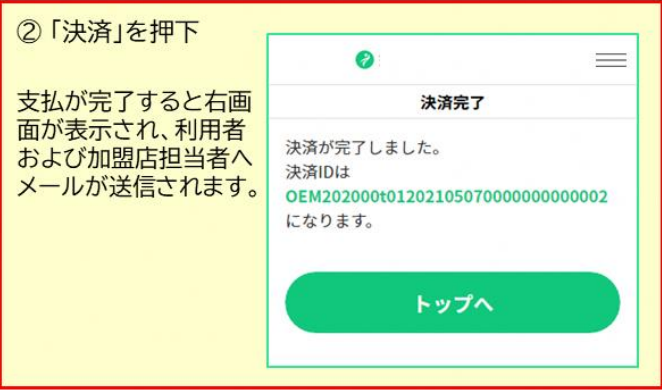 ② 「決済」を押下
支払が完了すると右画
面が表示され、利用者
および加盟店担当者へ
メールが送信されます。
決済完了
決済が完了しました。
決済IDは
OEM202000t01202105070000000000002
になります。
トップへ